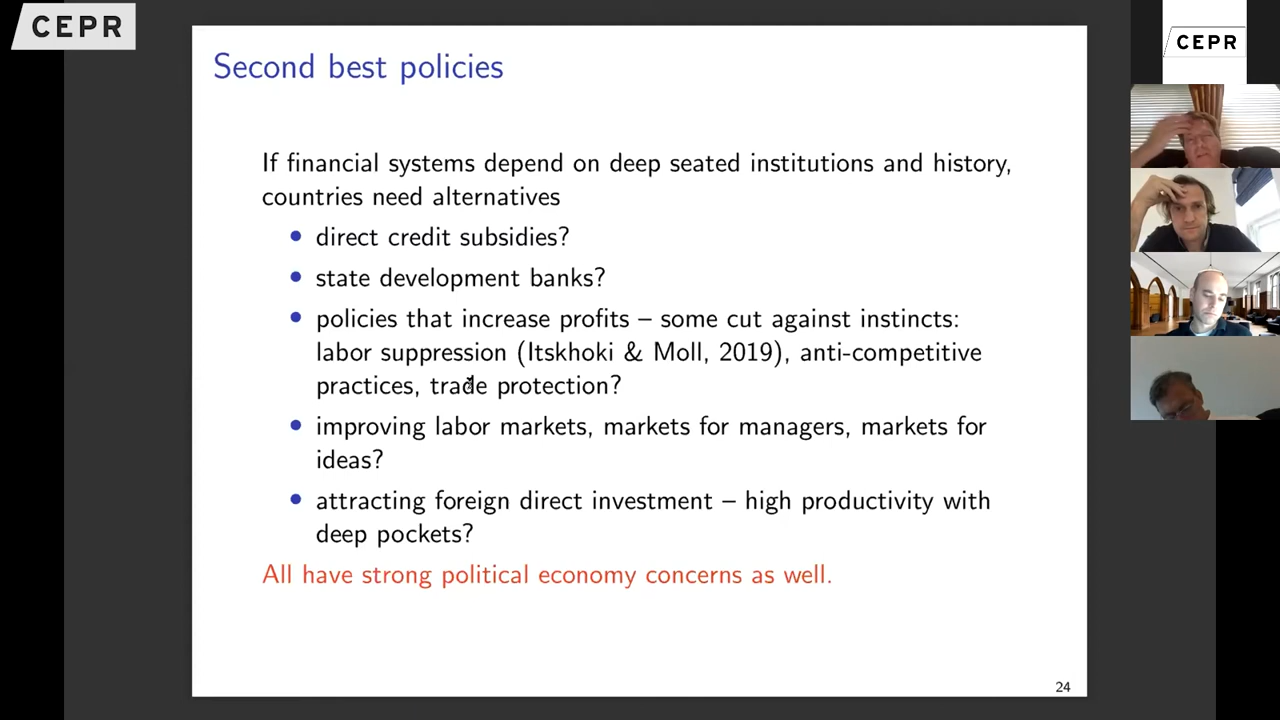 CEPR
CEPR
Second best policies
If financial systems depend on deep seated institutions and history,
countries need alternatives
• direct credit subsidies?
• state development banks?
• policies that increase profits – some cut against instincts:
labor suppression (Itskhoki & Moll, 2019), anti-competitive
practices, trade protection?
• improving labor markets, markets for managers, markets for
ideas?
• attracting foreign direct investment – high productivity with
deep pockets?
All have strong political economy concerns as well.
24